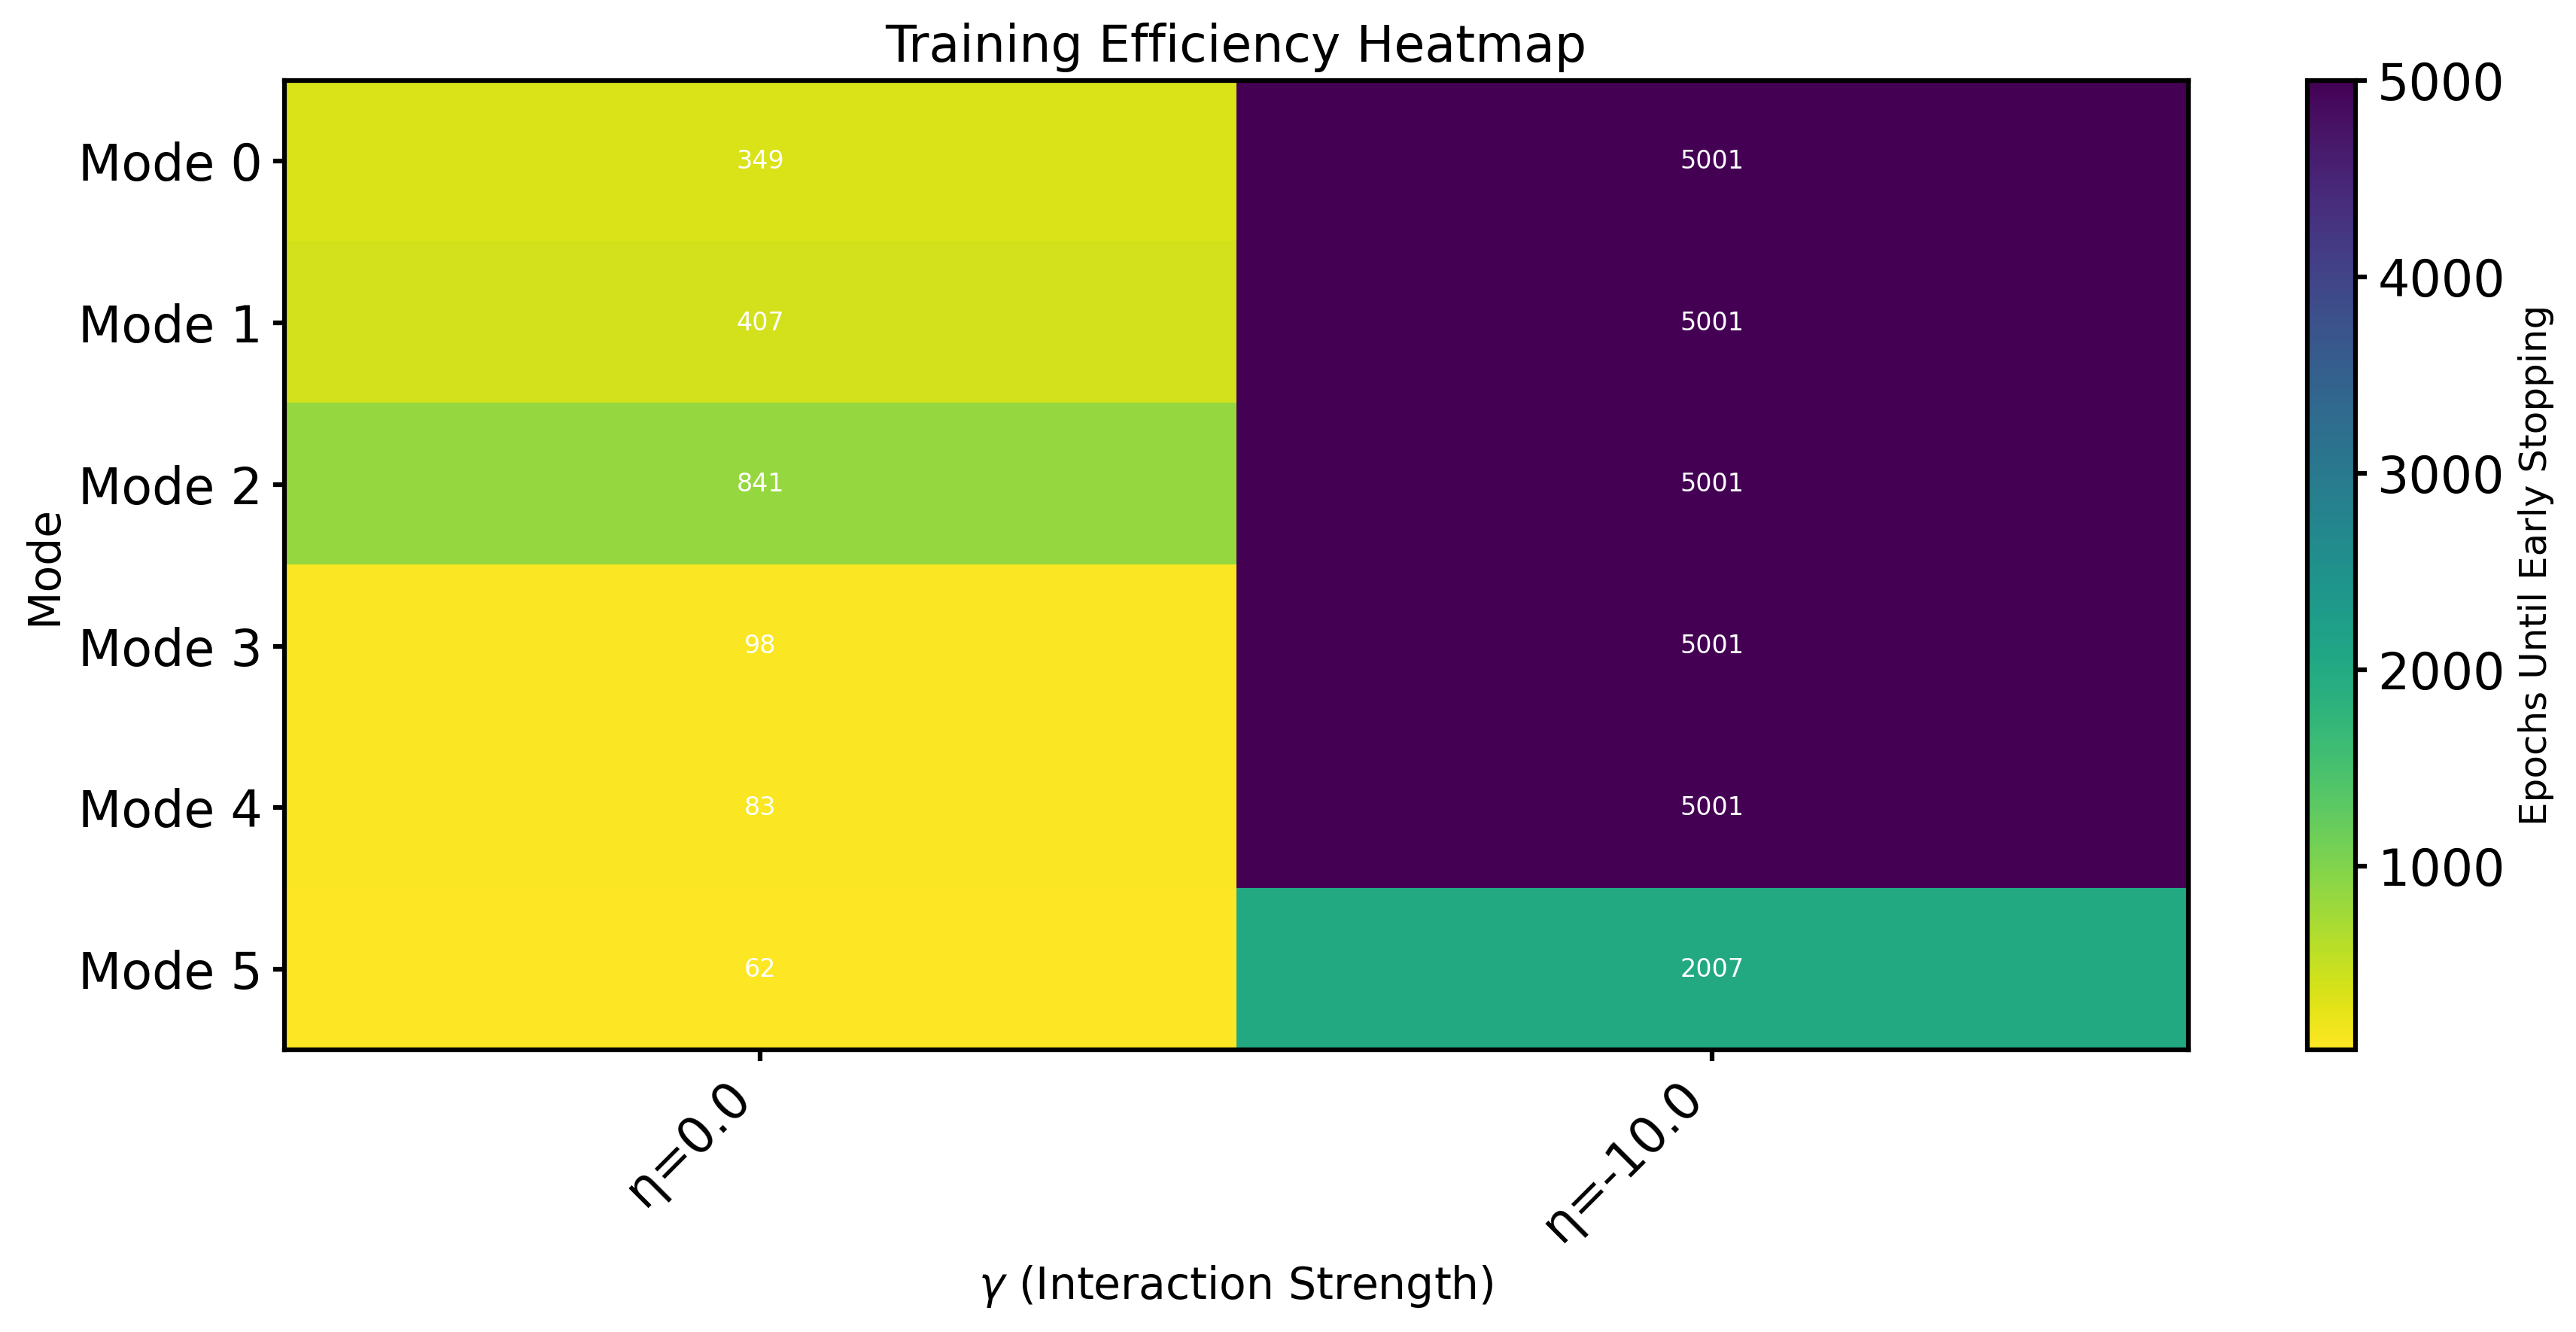 Training Efficiency Heatmap
Mode
Mode 0
349
5001
Mode 1
407
5001
Mode 2
841
5001
Mode 3
98
5001
Mode 4
83
5001
Mode 5
62
2007
η=0.0
η=-10.0
γ (Interaction Strength)
5000
4000
3000
2000
1000
Epochs Until Early Stopping